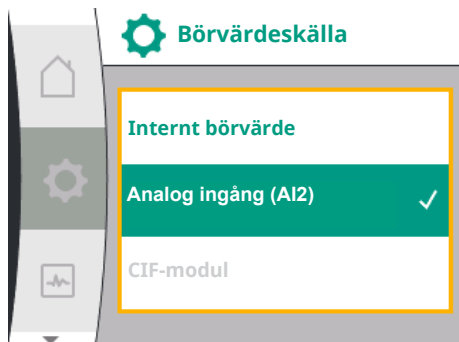 Börvärdeskälla
Internt börvärde
Analog ingång (AI2)
CIF-modul